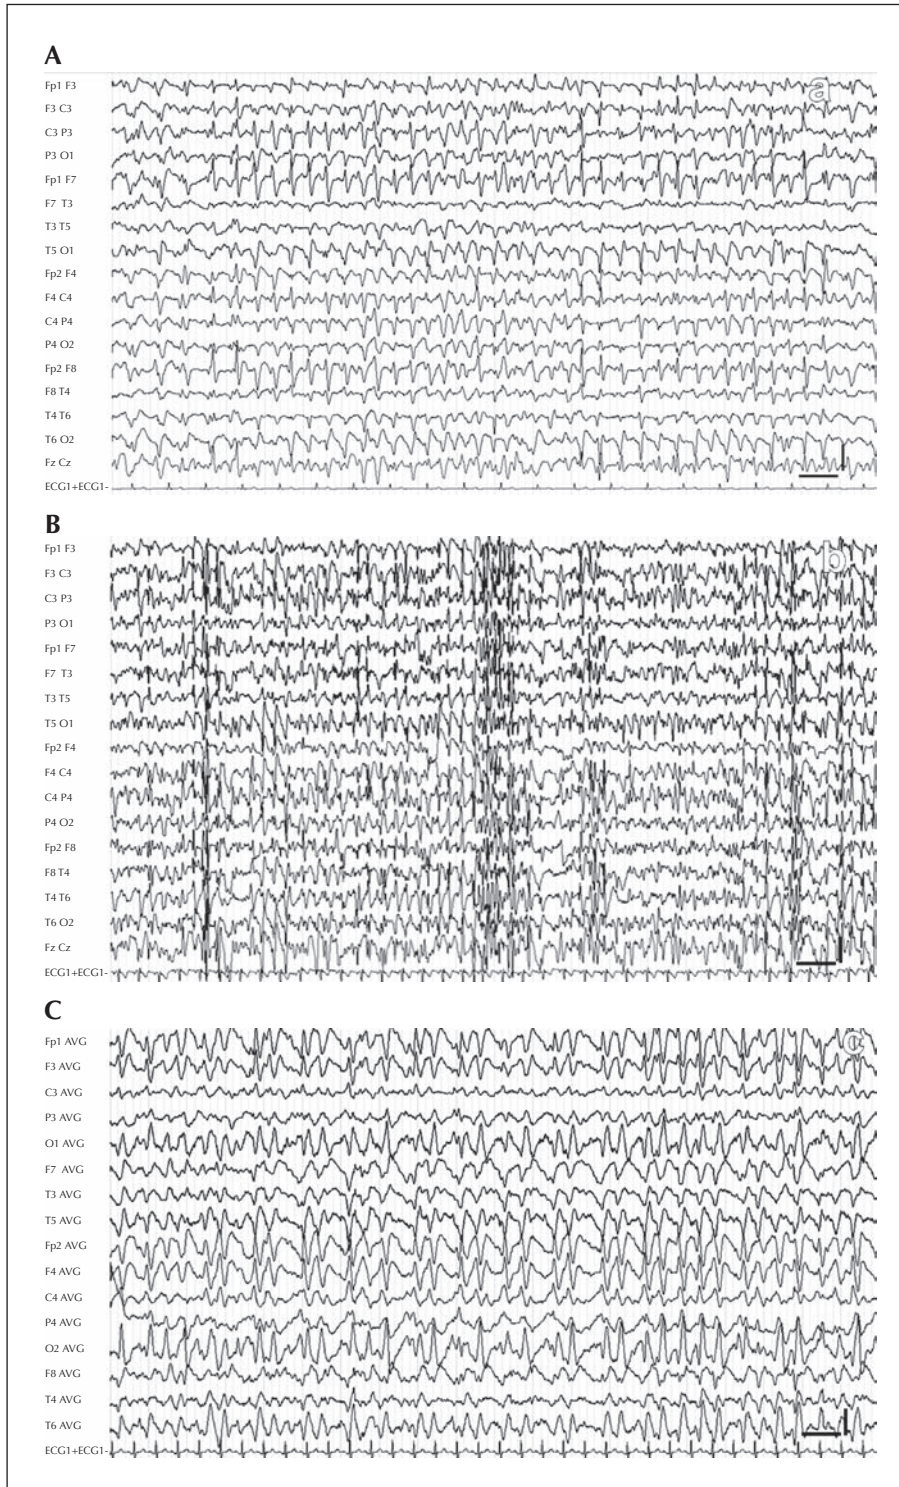 A
a
Fp1 F3
F3 C3
C3 P3
P3 O1
Fp1 F7
F7 T3
T3 T5
T5 O1
Fp2 F4
F4 C4
C4 P4
P4 O2
Fp2 F8
F8 T4
T4 T6
T6 O2
Fz Cz
ECG1+ECG1-
B
b
Fp1 F3
F3 C3
C3 P3
P3 O1
Fp1 F7
F7 T3
T3 T5
T5 O1
Fp2 F4
F4 C4
C4 P4
P4 O2
Fp2 F8
F8 T4
T4 T6
T6 O2
Fz Cz
ECG1+ECG1-
C
c
Fp1 AVG
F3 AVG
C3 AVG
P3 AVG
O1 AVG
F7 AVG
T3 AVG
T5 AVG
Fp2 AVG
F4 AVG
C4 AVG
P4 AVG
O2 AVG
F8 AVG
T4 AVG
T6 AVG
ECG1+ECG1-